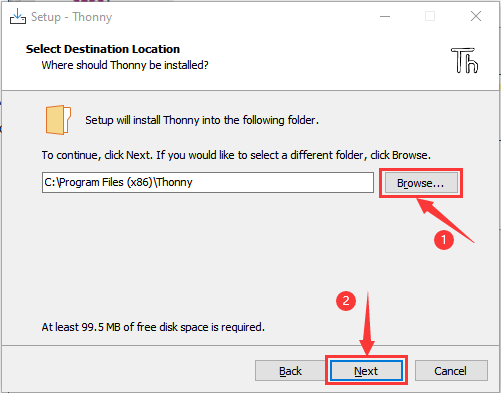 Setup - Thonny
Select Destination Location
Where should Thonny be installed?
Th
Setup will install Thonny into the following folder.
To continue, click Next. If you would like to select a different folder, click Browse.
C:\Program Files (x86)\Thonny
Browse...
1
2
At least 99.5 MB of free disk space is required.
Back
Next
Cancel